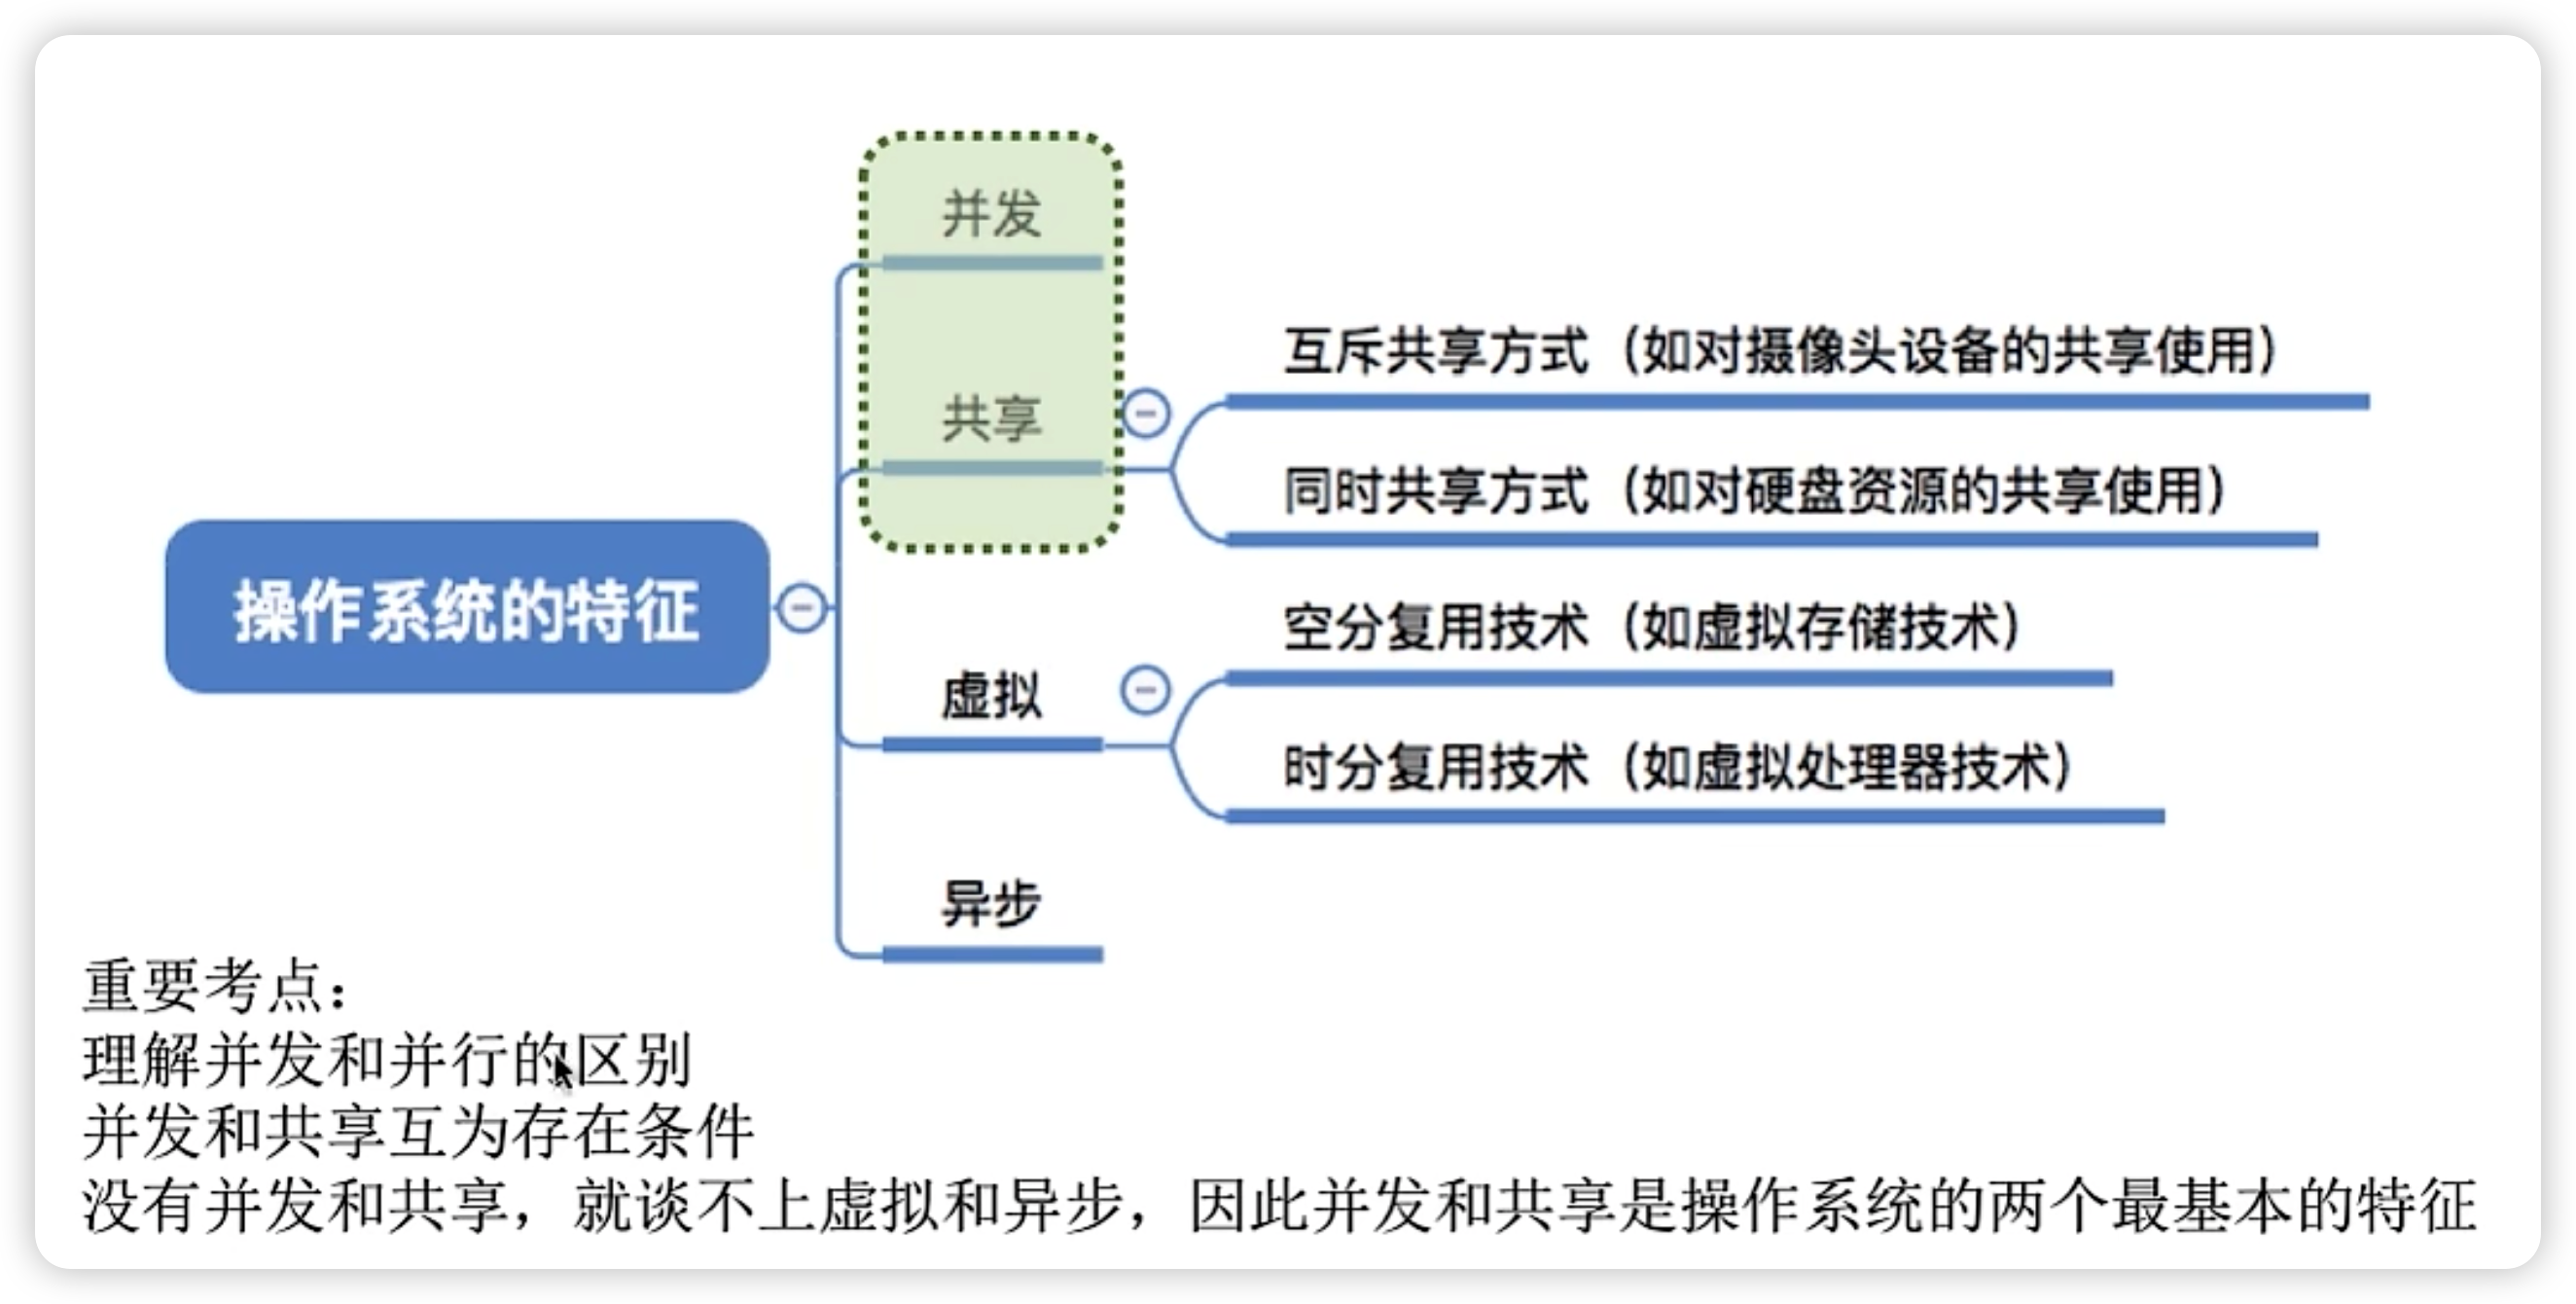 并发
共享
互斥共享方式（如对摄像头设备的共享使用）
同时共享方式（如对硬盘资源的共享使用）
操作系统的特征
虚拟
空分复用技术（如虚拟存储技术）
时分复用技术（如虚拟处理器技术）
异步
重要考点：
理解并发和并行的区别
并发和共享互为存在条件
没有并发和共享，就谈不上虚拟和异步，因此并发和共享是操作系统的两个最基本的特征